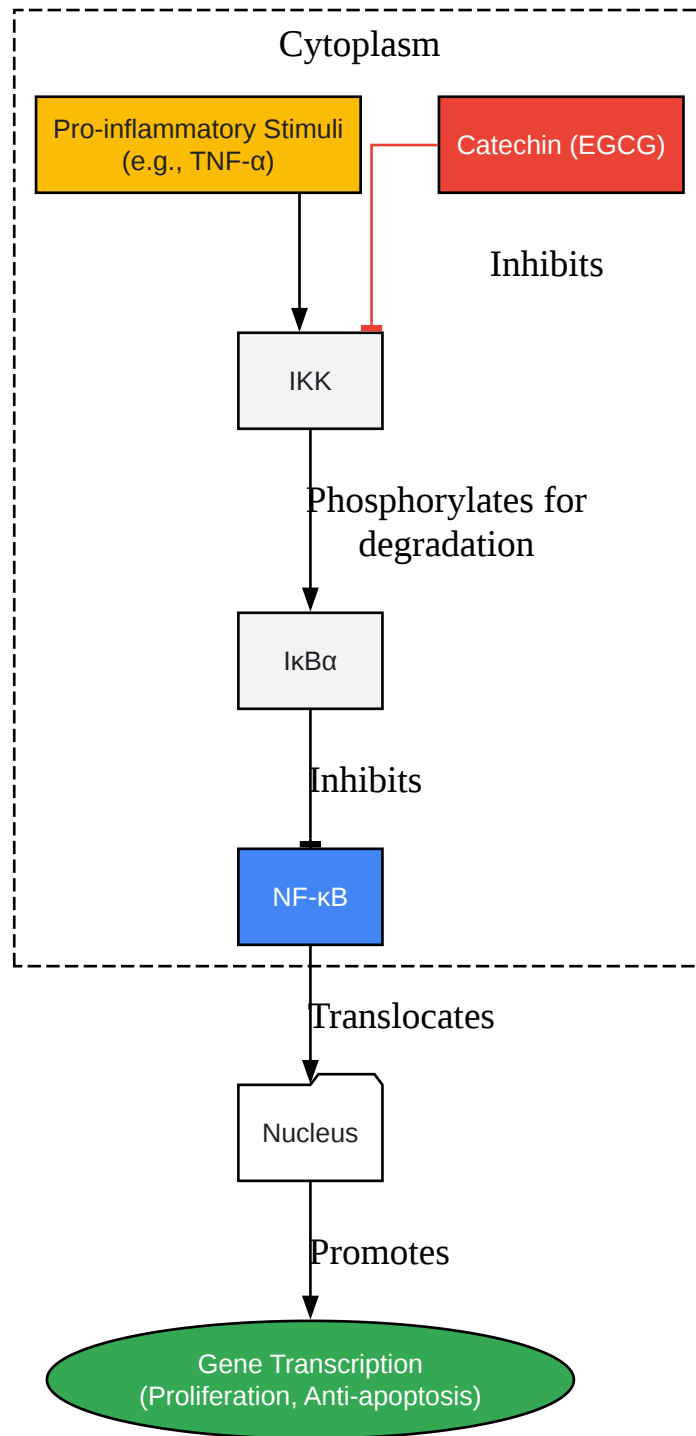 Cytoplasm
Pro-inflammatory Stimuli
(e.g., TNF-α)
Catechin (EGCG)
Inhibits
IKK
Phosphorylates for
degradation
IκBα
Inhibits
NF-κB
Translocates
Nucleus
Promotes
Gene Transcription
(Proliferation, Anti-apoptosis)